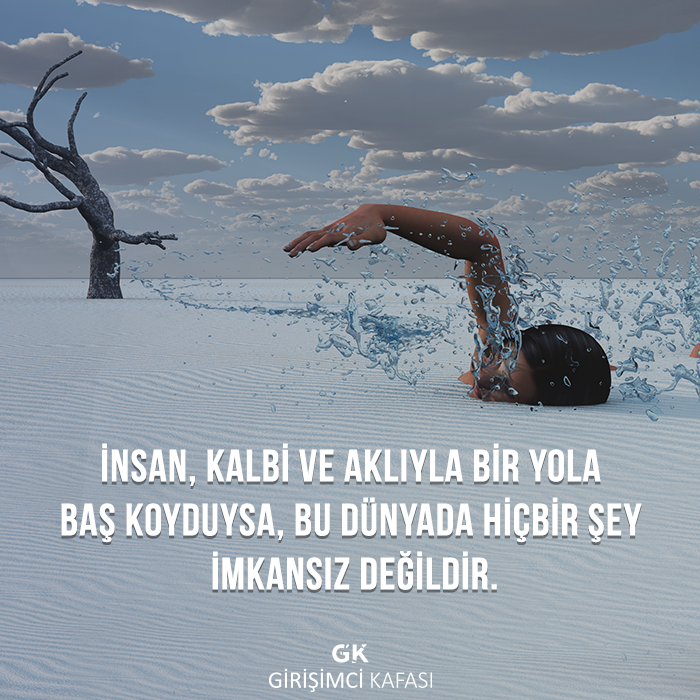 İNSAN, KALBİ VE AKLIYLA BİR YOLA
BAŞ KOYDUYSA, BU DÜNYADA HİÇBİR ŞEY
İMKANSIZ DEĞİLDİR.
GK
GİRİŞİMCİ KAFASI